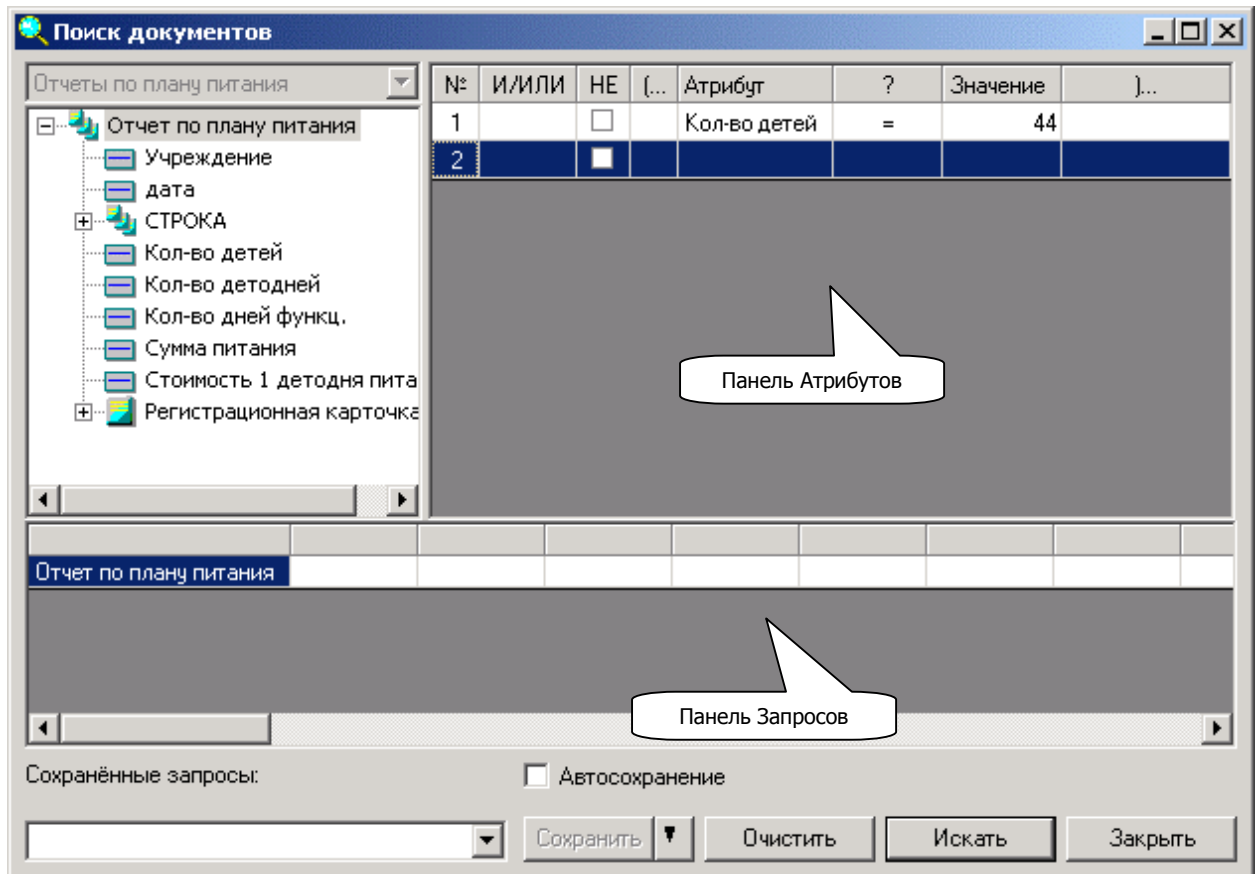 Поиск документов
Отчеты по плану питания
Отчет по плану питания
Учреждение
дата
СТРОКА
Кол-во детей
Кол-во детодней
Кол-во дней функц.
Сумма питания
Стоимость 1 детодня пита
Регистрационная карточка
№ И/ИЛИ НЕ (... Атрибут ? Значение )...
1 Кол-во детей = 44
2
Панель Атрибутов
Отчет по плану питания
Панель Запросов
Сохранённые запросы: Автосохранение
Сохранить Очистить Искать Закрыть